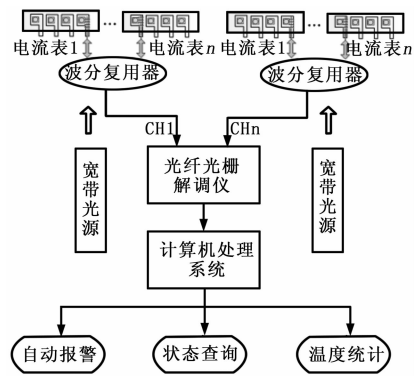 ... ... ... ...
电流表1 电流表n 电流表1 电流表n
波分复用器 波分复用器
CH1 CHn
宽带光源 光纤光栅解调仪 宽带光源
计算机处理系统
自动报警 状态查询 温度统计